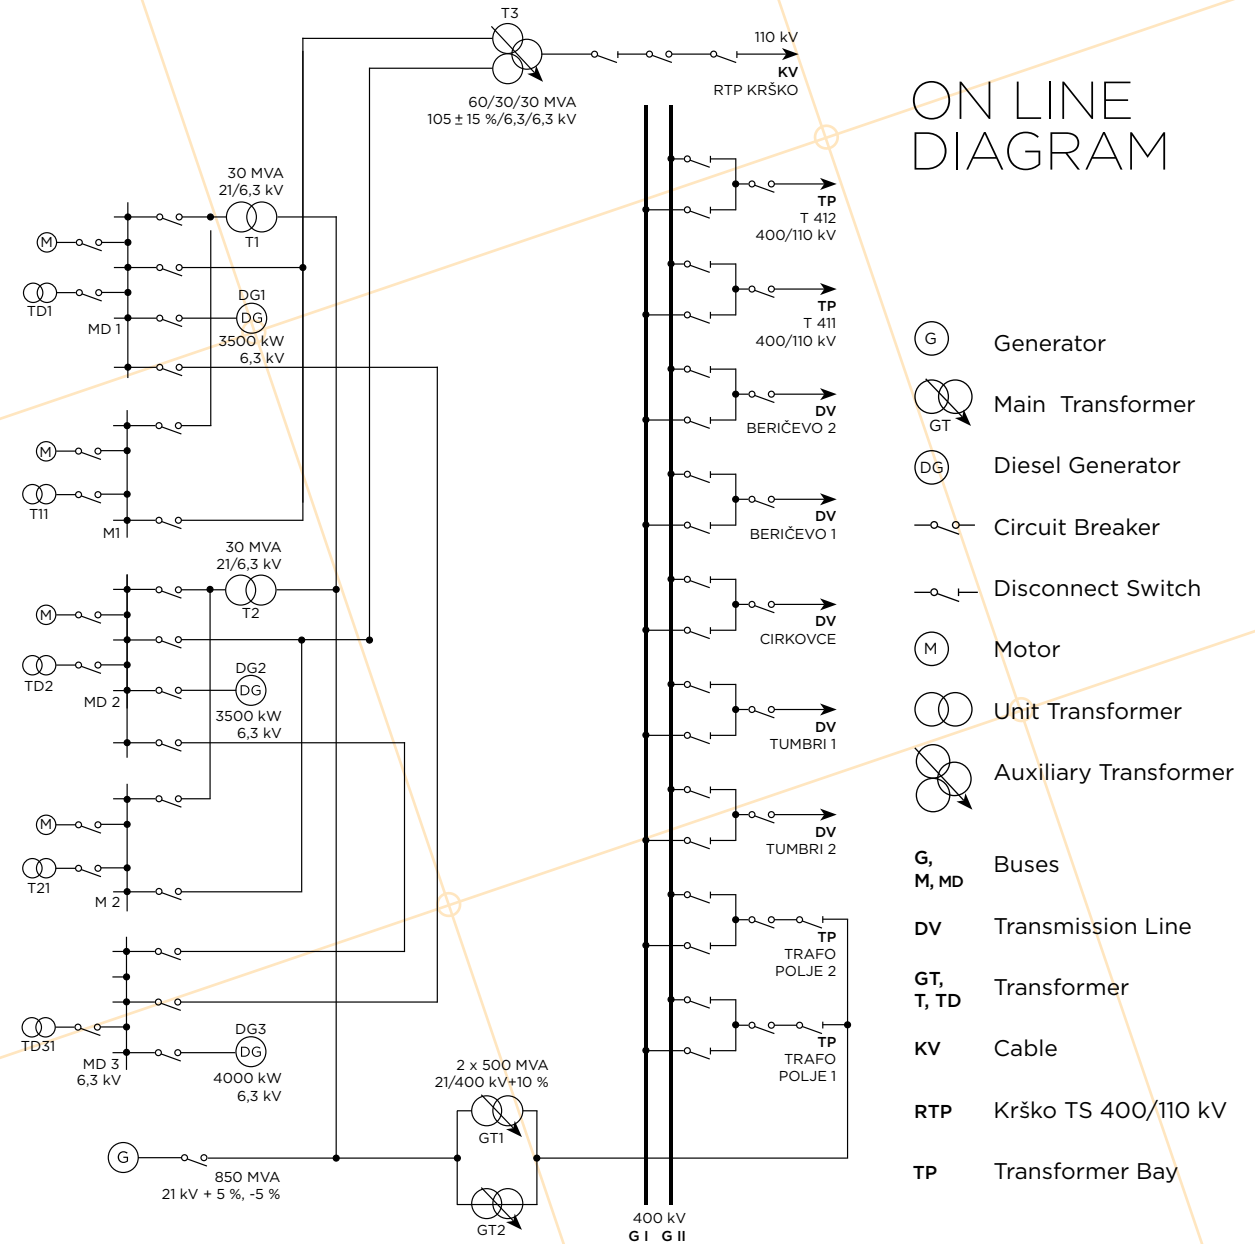 T3
110 kV
KV
RTP KRŠKO
60/30/30 MVA
105 ± 15 %/6,3/6,3 kV
ON LINE
DIAGRAM
30 MVA
21/6,3 kV
T1
M
TD1
MD 1
DG1
DG
3500 kW
6,3 kV
M
T11
M1
30 MVA
21/6,3 kV
T2
M
TD2
MD 2
DG2
DG
3500 kW
6,3 kV
M
T21
M 2
TD31
MD 3
6,3 kV
DG3
DG
4000 kW
6,3 kV
G
850 MVA
21 kV + 5 %, -5 %
2 x 500 MVA
21/400 kV+10 %
GT1
GT2
TP
T 412
400/110 kV
TP
T 411
400/110 kV
DV
BERIČEVO 2
DV
BERIČEVO 1
DV
CIRKOVCE
DV
TUMBRI 1
DV
TUMBRI 2
TP
TRAFO
POLJE 2
TP
TRAFO
POLJE 1
400 kV
G I G II
G Generator
GT Main Transformer
DG Diesel Generator
Circuit Breaker
Disconnect Switch
M Motor
Unit Transformer
Auxiliary Transformer
G,
M, MD Buses
DV Transmission Line
GT,
T, TD Transformer
KV Cable
RTP Krško TS 400/110 kV
TP Transformer Bay